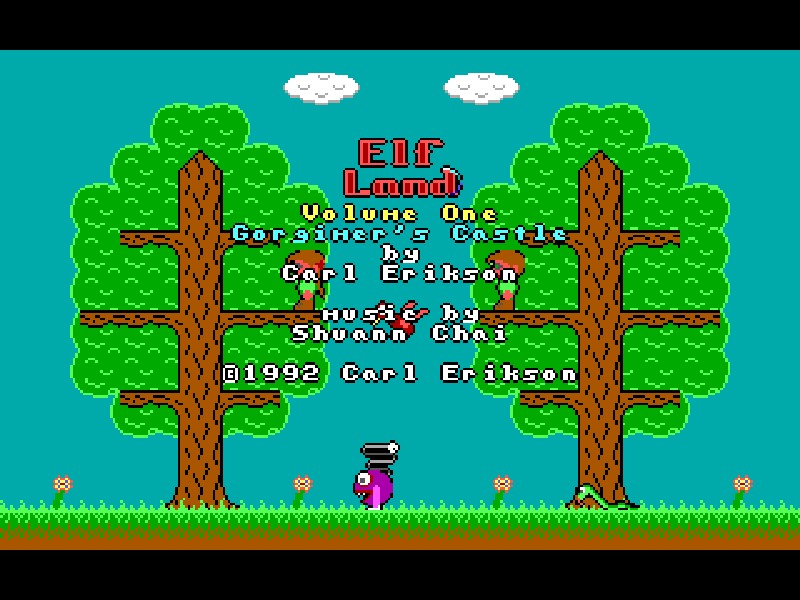 Elf
Land
Volume One
Gorgimer's Castle
by
Carl Erikson
music by
Shuann Chai
©1992 Carl Erikson